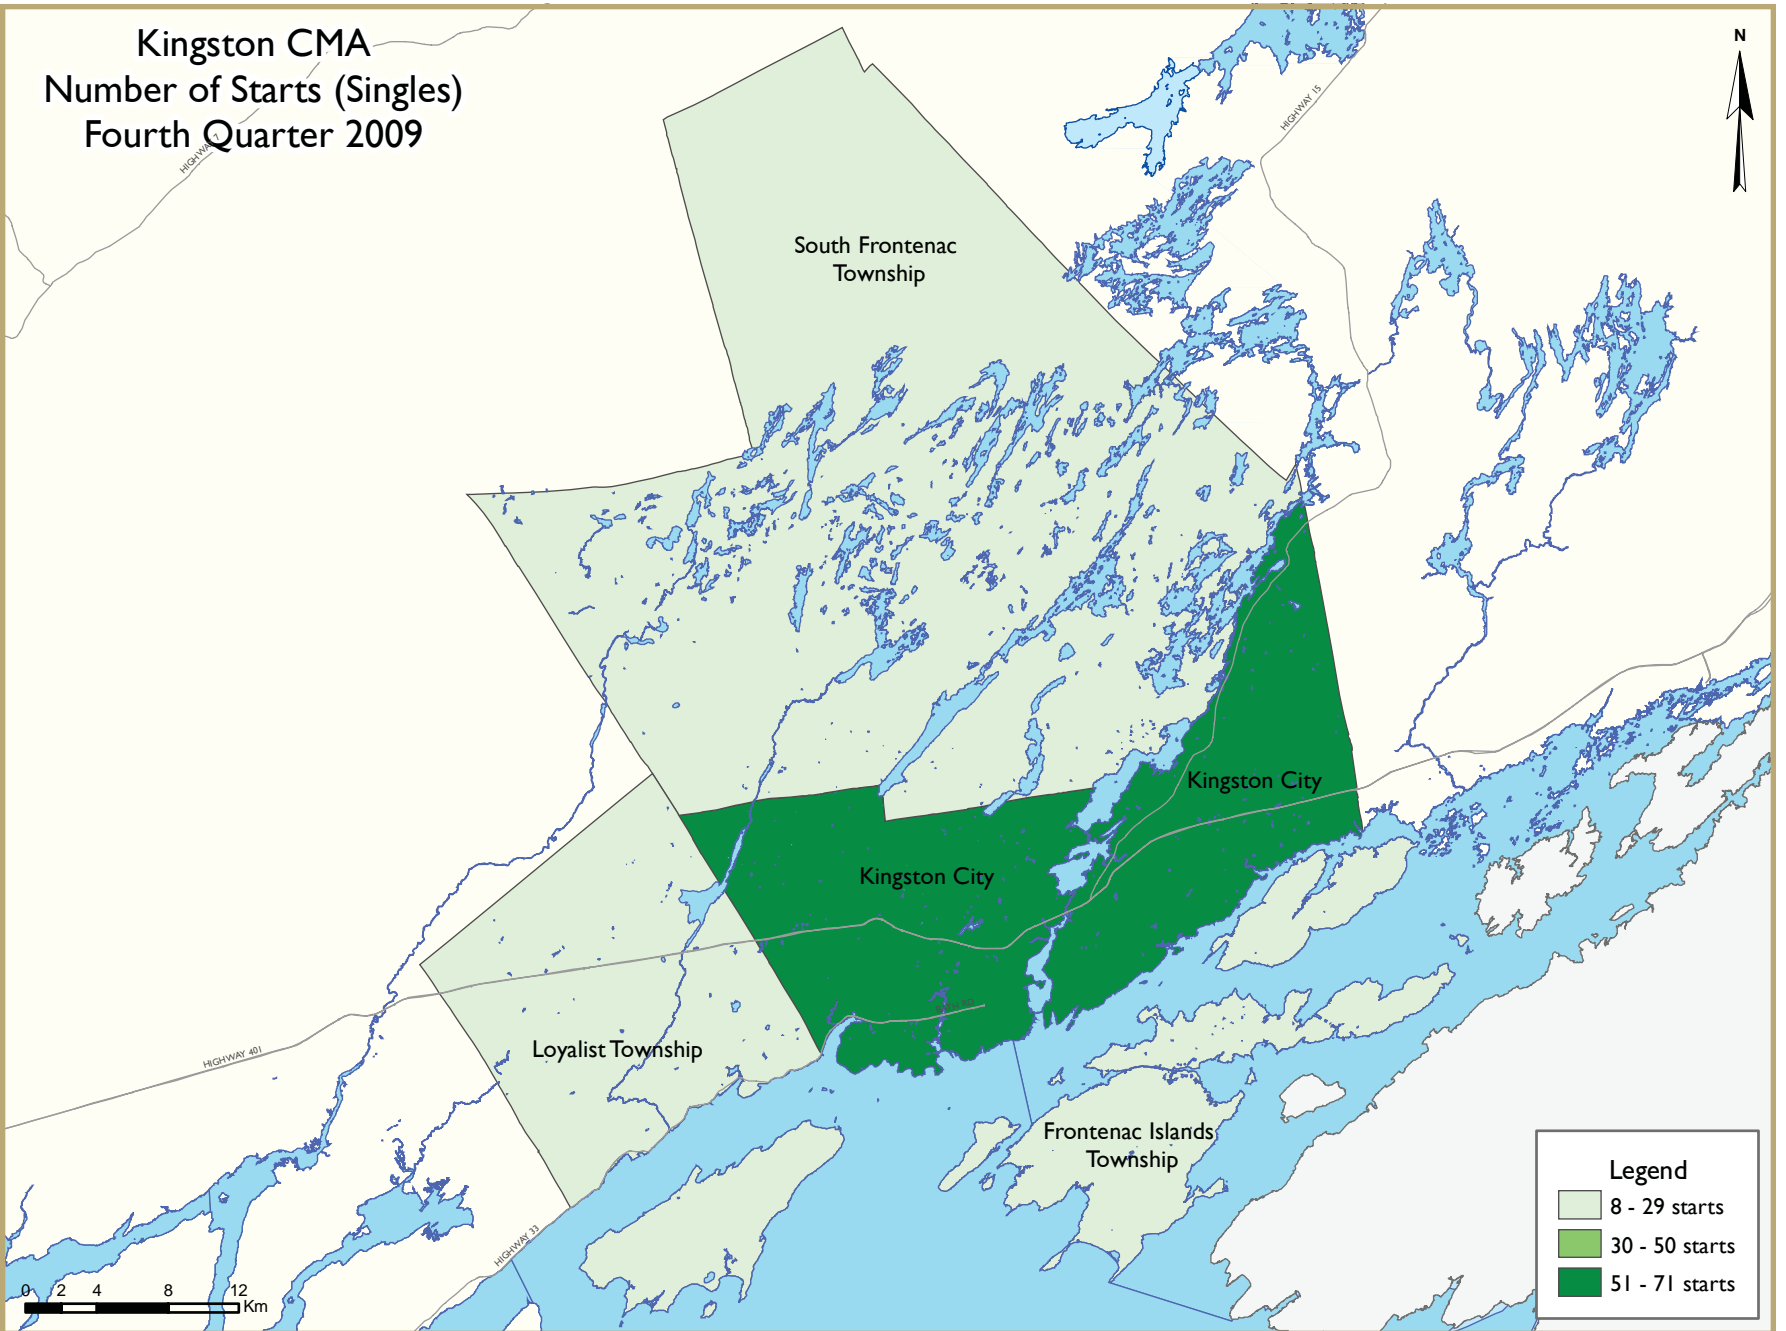 Kingston CMA
Number of Starts (Singles)
Fourth Quarter 2009
N
HIGHWAY 7
HIGHWAY 15
South Frontenac
Township
Kingston City
Kingston City
HIGHWAY 401
Loyalist Township
Frontenac Islands
Township
HIGHWAY 33
Legend
8 - 29 starts
30 - 50 starts
51 - 71 starts
0 2 4 8 12
Km